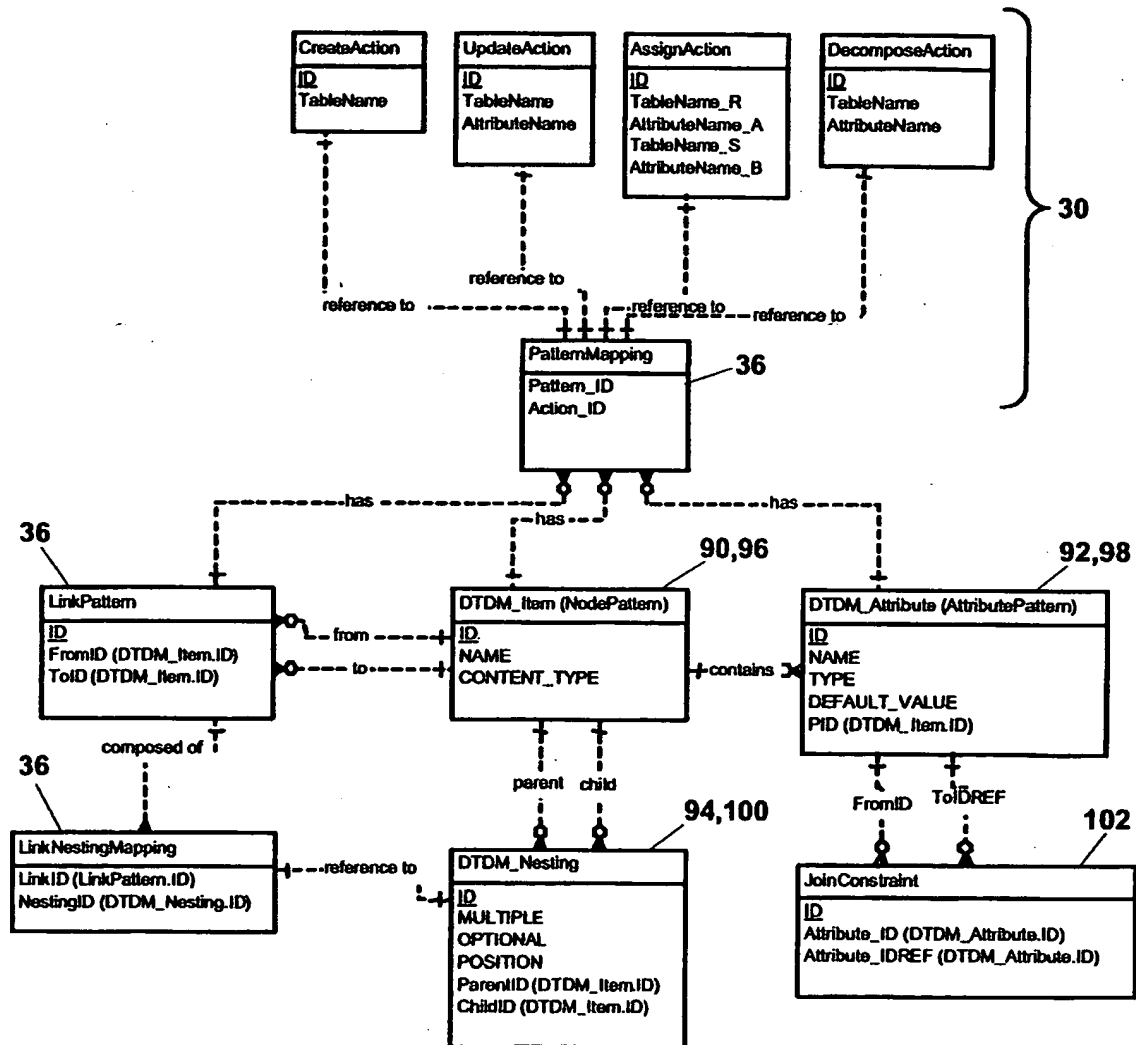 CreateAction
ID
TableName
UpdateAction
ID
TableName
AttributeName
AssignAction
ID
TableName_R
AttributeName_A
TableName_S
AttributeName_B
DecomposeAction
ID
TableName
AttributeName
30
reference to
reference to
reference to
reference to
PatternMapping
Pattern_ID
Action_ID
36
has
has
has
36
90,96
92,98
LinkPattern
ID
FromID (DTDM_Item.ID)
ToID (DTDM_Item.ID)
from
to
DTDM_Item (NodePattern)
ID
NAME
CONTENT_TYPE
contains
DTDM_Attribute (AttributePattern)
ID
NAME
TYPE
DEFAULT_VALUE
PID (DTDM_Item.ID)
composed of
36
parent
child
FromID
ToIDREF
94,100
102
LinkNestingMapping
LinkID (LinkPattern.ID)
NestingID (DTDM_Nesting.ID)
reference to
DTDM_Nesting
ID
MULTIPLE
OPTIONAL
POSITION
ParentID (DTDM_Item.ID)
ChildID (DTDM_Item.ID)
JoinConstraint
ID
Attribute_ID (DTDM_Attribute.ID)
Attribute_IDREF (DTDM_Attribute.ID)